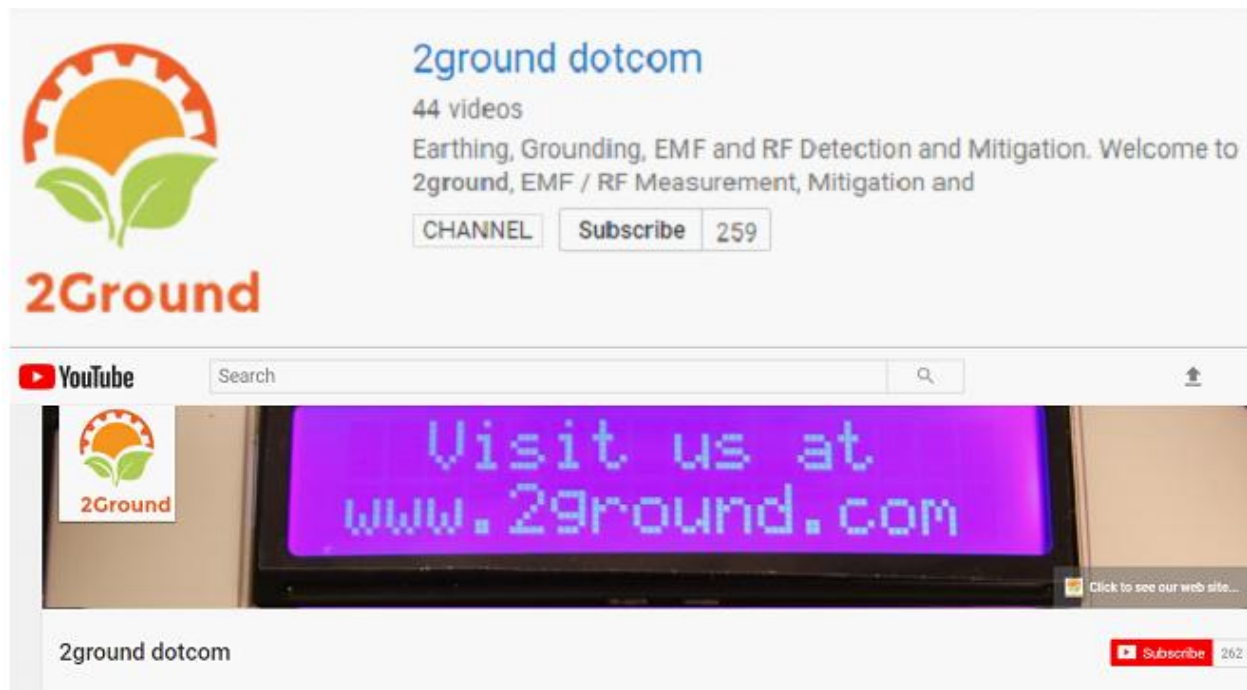 2ground dotcom
44 videos
Earthing, Grounding, EMF and RF Detection and Mitigation. Welcome to
2ground, EMF / RF Measurement, Mitigation and
CHANNEL Subscribe 259
2Ground
YouTube Search
Visit us at
www.2ground.com
2Ground
Click to see our web site...
2ground dotcom
Subscribe 262